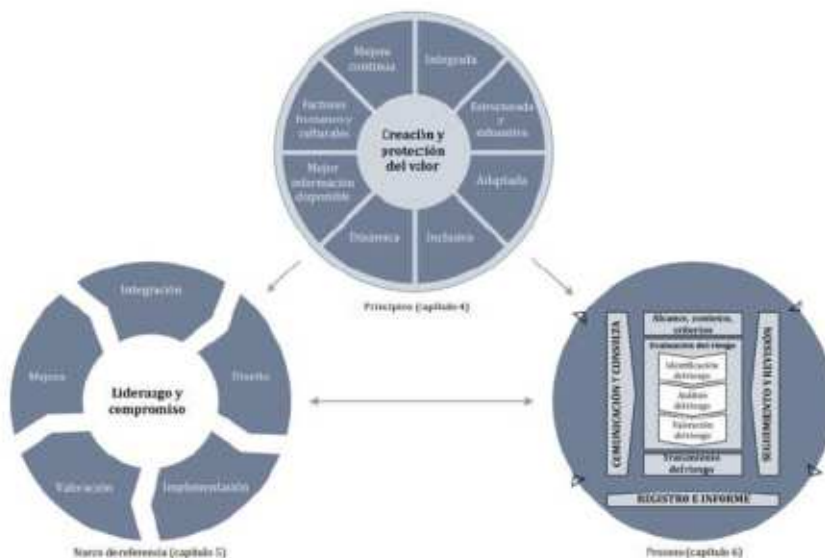 Mejora
continua
Integrada
Factores
humanos y
culturales
Estructurada
y
exhaustiva
Creación y
protección
del valor
Mejor
información
disponible
Adaptada
Dinámica
Inclusiva
Principios (capítulo 4)
Integración
Mejora
Diseño
Liderazgo y
compromiso
Valoración
Implementación
Marco de referencia (capítulo 5)
COMUNICACIÓN Y CONSULTA
Alcance, contexto,
criterios
Evaluación del riesgo
Identificación
del riesgo
Análisis
del riesgo
Valoración
del riesgo
Tratamiento
del riesgo
SEGUIMIENTO Y REVISIÓN
REGISTRO E INFORME
Proceso (capítulo 6)